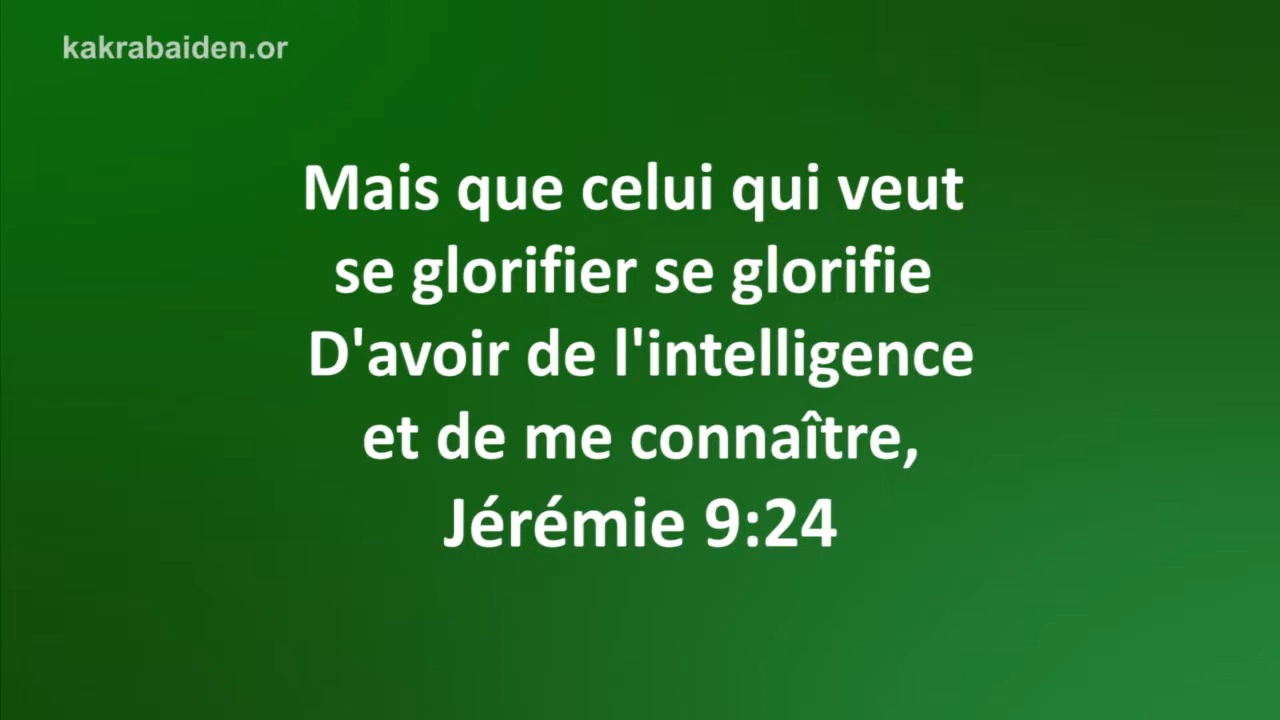 kakrabaiden.or
Mais que celui qui veut
se glorifier se glorifie
D'avoir de l'intelligence
et de me connaître,
Jérémie 9:24